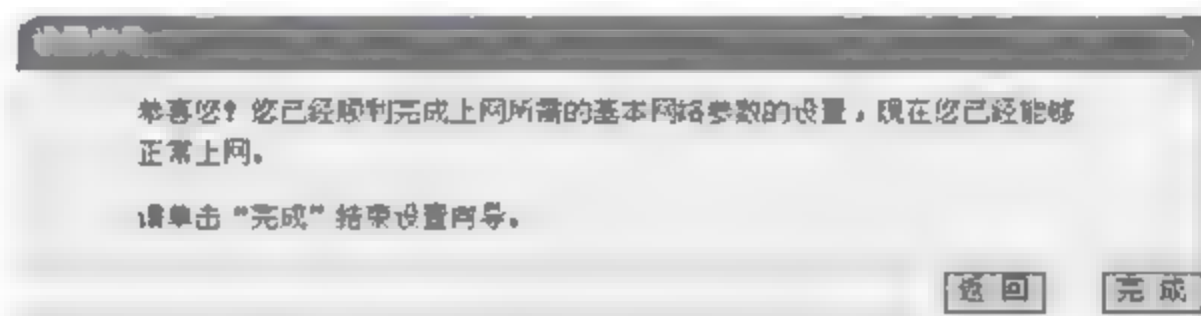 恭喜您!您已经顺利完成上网所需的基本网络参数的设置,现在您已经能够
正常上网。
请单击“完成”结束设置向导。
返 回 完 成